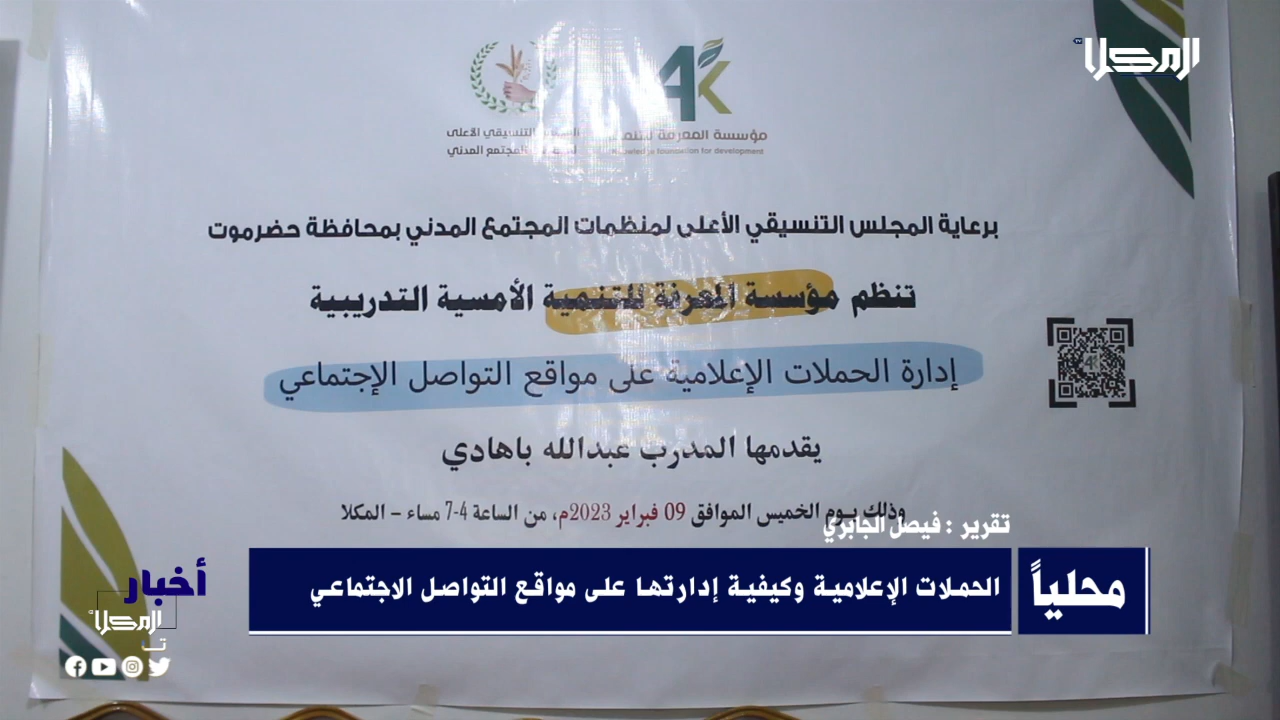 المكلا
التنسيقي الأعلى
المجتمع المدني
AK
مؤسسة المعرفة للتنمية
Knowledge foundation for development
برعاية المجلس التنسيقي الأعلى لمنظمات المجتمع المدني بمحافظة حضرموت
تنظم مؤسسة المعرفة للتنمية الأمسية التدريبية
إدارة الحملات الإعلامية على مواقع التواصل الإجتماعي
يقدمها المدرب عبدالله باهادي
وذلك يوم الخميس الموافق 09 فبراير 2023م، من الساعة 4-7 مساء – المكلا
تقرير : فيصل الجابري
محلياً
الحملات الإعلامية وكيفية إدارتها على مواقع التواصل الاجتماعي
أخبار
المكلا